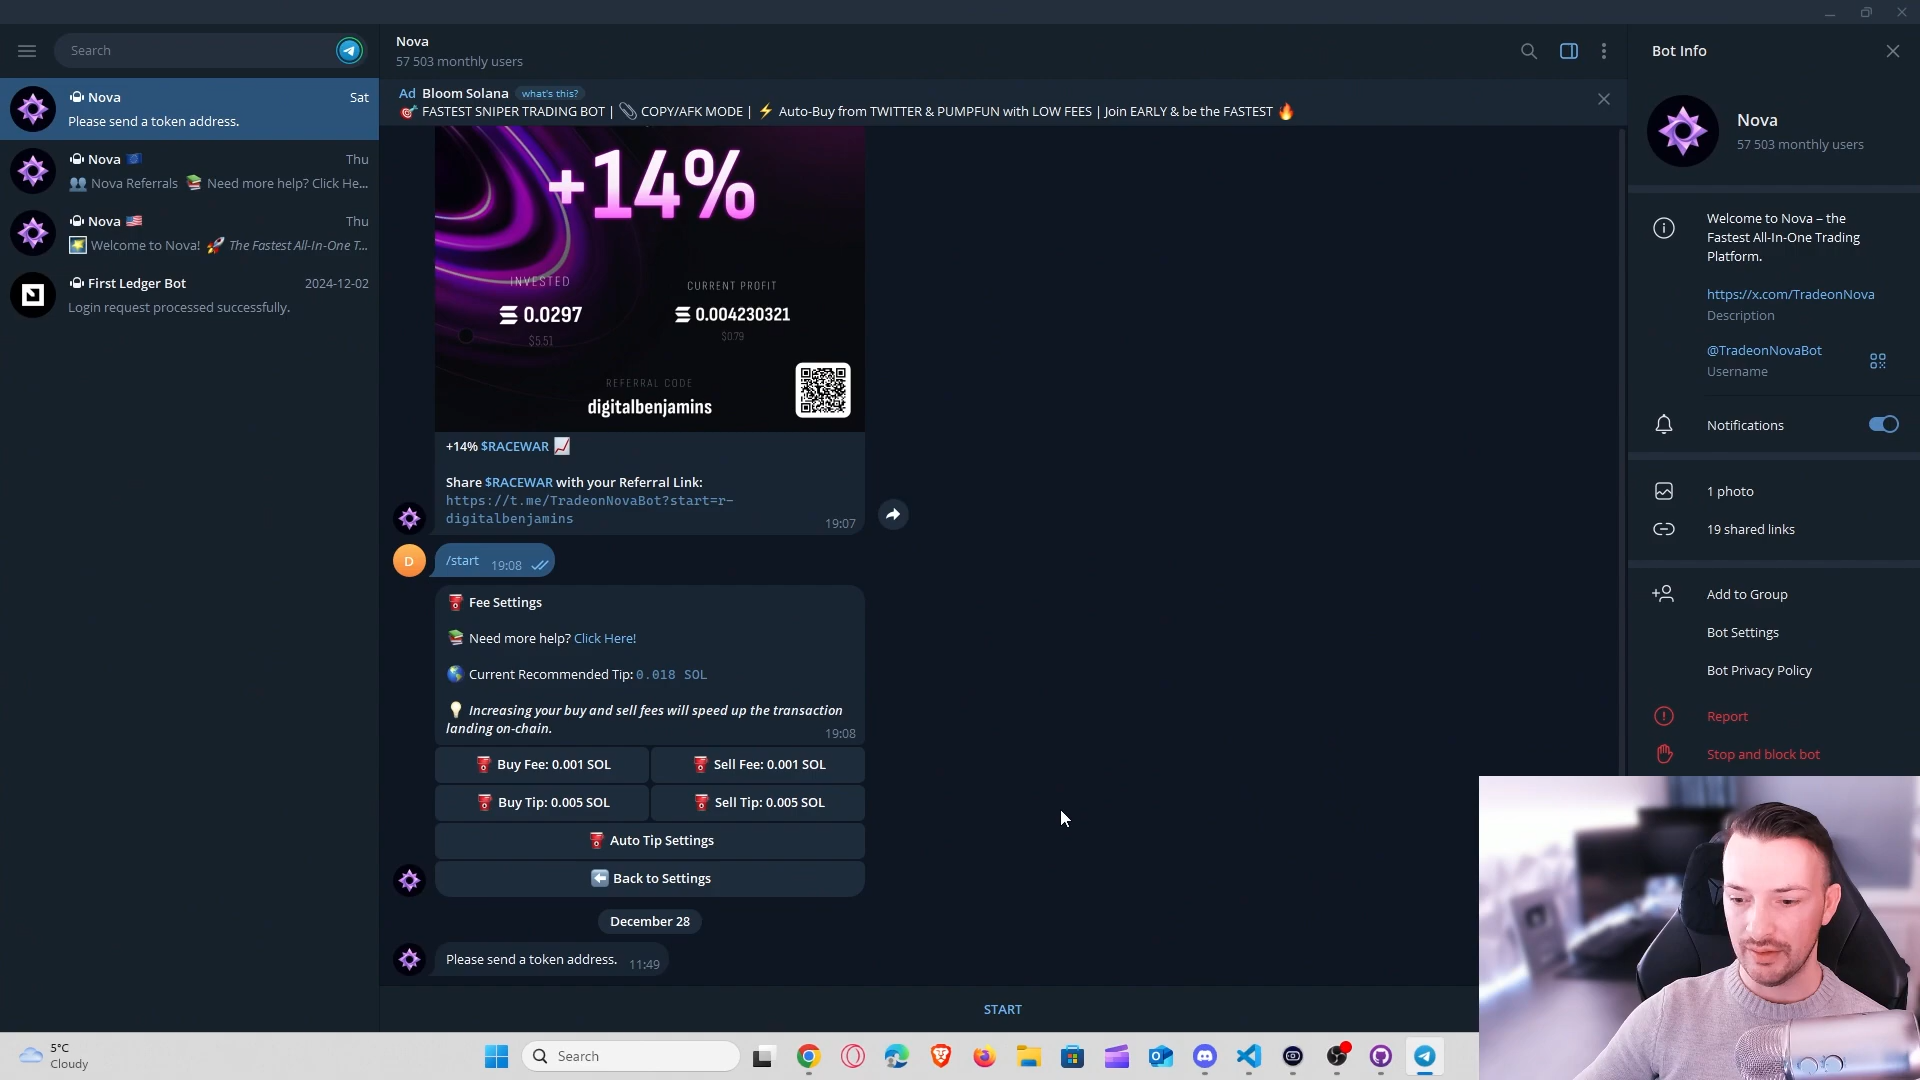 Search
Nova
Sat
Please send a token address.
Nova
Thu
Nova Referrals
Need more help? Click He...
Nova
Thu
Welcome to Nova!
The Fastest All-In-One T...
First Ledger Bot
2024-12-02
Login request processed successfully.
Nova
57 503 monthly users
Ad
Bloom Solana
what's this?
FASTEST SNIPER TRADING BOT |
COPY/AFK MODE |
Auto-Buy from TWITTER & PUMPFUN with LOW FEES | Join EARLY & be the FASTEST
+14%
INVESTED
0.0297
$5.51
CURRENT PROFIT
0.004230321
$0.79
REFERRAL CODE
digitalbenjamins
+14% $RACEWAR
Share $RACEWAR with your Referral Link:
https://t.me/TradeonNovaBot?start=r-
digitalbenjamins
19:07
D
/start
19:08
Fee Settings
Need more help? Click Here!
Current Recommended Tip: 0.018 SOL
Increasing your buy and sell fees will speed up the transaction
landing on-chain.
19:08
Buy Fee: 0.001 SOL
Sell Fee: 0.001 SOL
Buy Tip: 0.005 SOL
Sell Tip: 0.005 SOL
Auto Tip Settings
Back to Settings
December 28
Please send a token address.
11:49
START
Bot Info
Nova
57 503 monthly users
Welcome to Nova – the
Fastest All-In-One Trading
Platform.
https://x.com/TradeonNova
Description
@TradeonNovaBot
Username
Notifications
1 photo
19 shared links
Add to Group
Bot Settings
Bot Privacy Policy
Report
Stop and block bot
5°C
Cloudy
Search